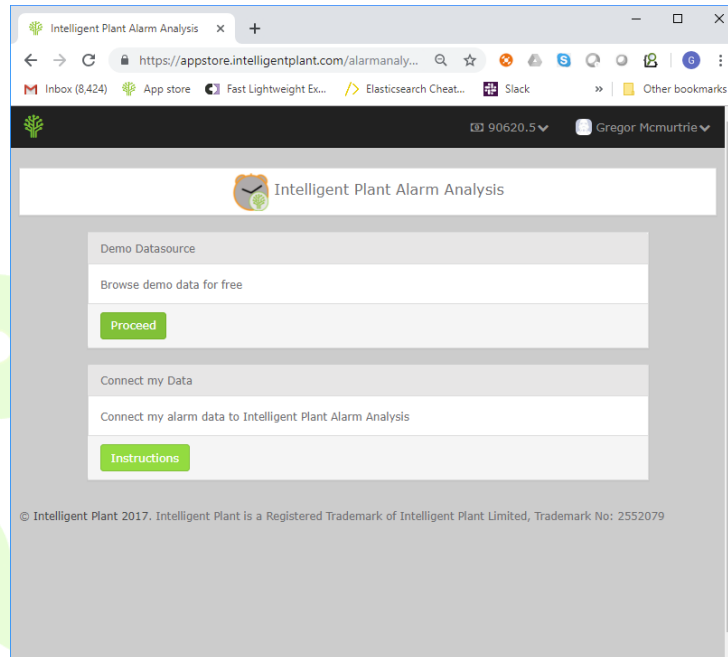 Intelligent Plant Alarm Analysis
https://appstore.intelligentplant.com/alarmanaly...
G
Inbox (8,424) App store Fast Lightweight Ex... Elasticsearch Cheat... Slack » Other bookmarks
90620.5 Gregor Mcmurtrie
Intelligent Plant Alarm Analysis
Demo Datasource
Browse demo data for free
Proceed
Connect my Data
Connect my alarm data to Intelligent Plant Alarm Analysis
Instructions
© Intelligent Plant 2017. Intelligent Plant is a Registered Trademark of Intelligent Plant Limited, Trademark No: 2552079